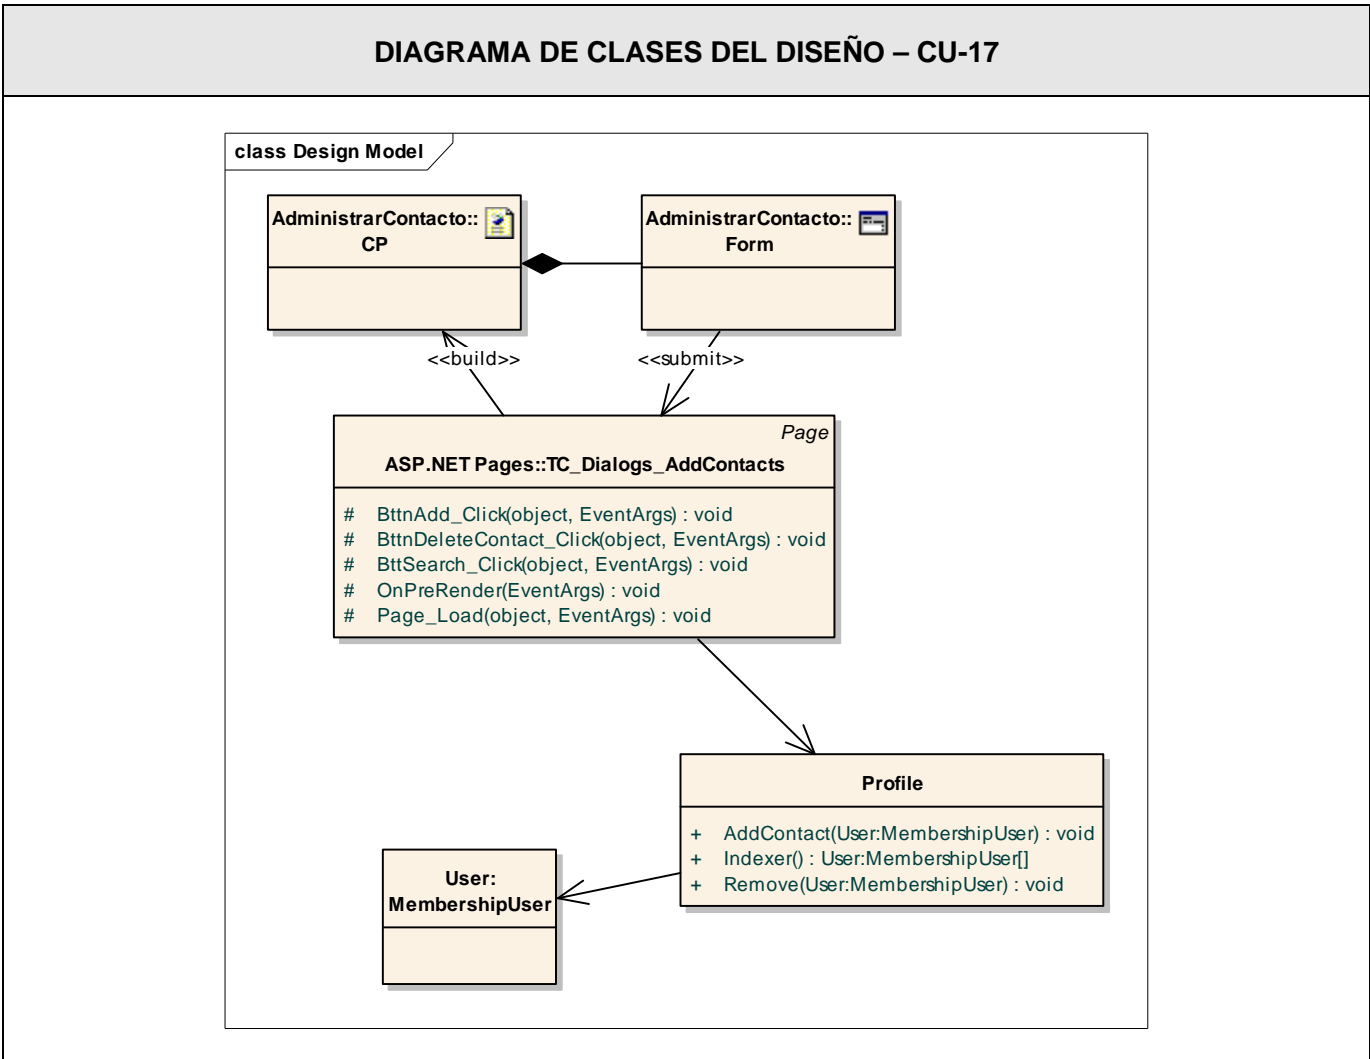 DIAGRAMA DE CLASES DEL DISEÑO – CU-17
class Design Model
AdministrarContacto::
CP
AdministrarContacto::
Form
<<build>>
<<submit>>
Page
ASP.NET Pages::TC_Dialogs_AddContacts
# BttnAdd_Click(object, EventArgs) : void
# BttnDeleteContact_Click(object, EventArgs) : void
# BttSearch_Click(object, EventArgs) : void
# OnPreRender(EventArgs) : void
# Page_Load(object, EventArgs) : void
Profile
+ AddContact(User:MembershipUser) : void
+ Indexer() : User:MembershipUser[]
+ Remove(User:MembershipUser) : void
User:
MembershipUser